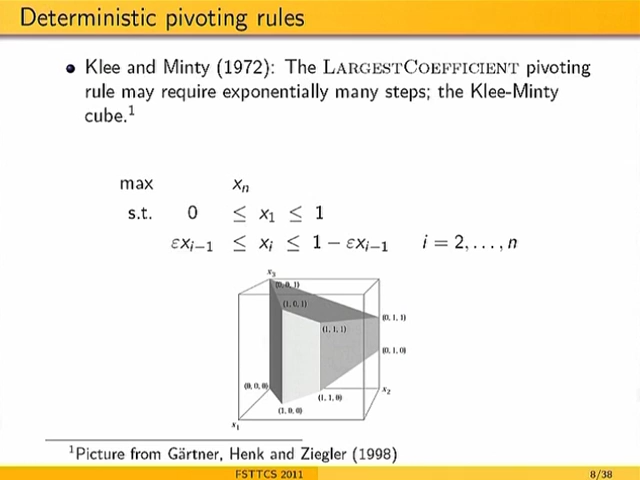 Deterministic pivoting rules
• Klee and Minty (1972): The LARGESTCOEFFICIENT pivoting
rule may require exponentially many steps; the Klee-Minty
cube.¹
max xₙ
s.t. 0 ≤ x₁ ≤ 1
εxᵢ₋₁ ≤ xᵢ ≤ 1 − εxᵢ₋₁ i = 2, . . . , n
x₃
(0, 0, 1)
(1, 0, 1)
(0, 1, 1)
(1, 1, 1)
(0, 1, 0)
(0, 0, 0)
x₂
(1, 1, 0)
(1, 0, 0)
x₁
¹Picture from Gärtner, Henk and Ziegler (1998)
FSTTCS 2011 8/38